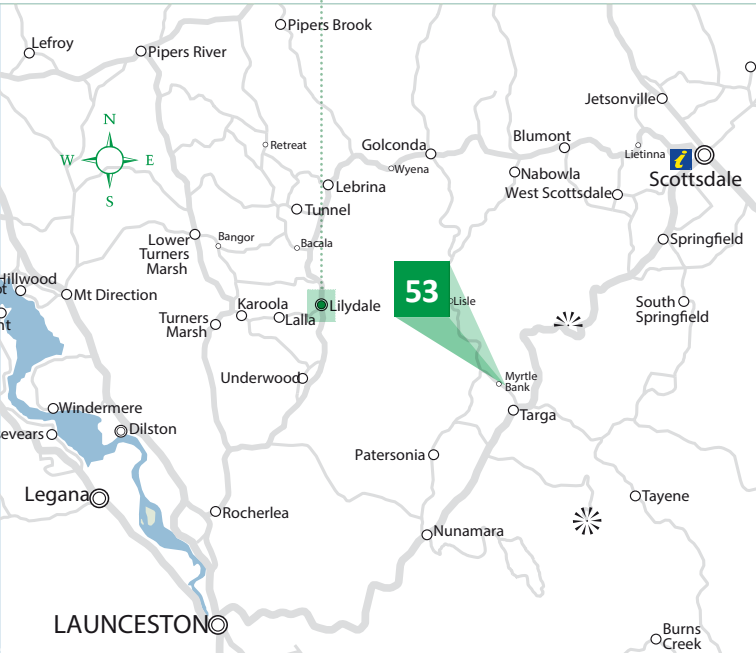 Pipers Brook
Lefroy
Pipers River
Jetsonville
N
W
E
S
Retreat
Golconda
Blumont
Lietinna
i
Scottsdale
Wyena
Nabowla
West Scottsdale
Lebrina
Tunnel
Lower
Turners
Marsh
Bangor
Bacala
Springfield
Hillwood
Mt Direction
53
Karoola
Lilydale
Lisle
South
Springfield
Turners
Marsh
Lalla
Underwood
Myrtle
Bank
Targa
Windermere
Dilston
evears
Patersonia
Legana
Tayene
Rocherlea
Nunamara
LAUNCESTON
Burns
Creek